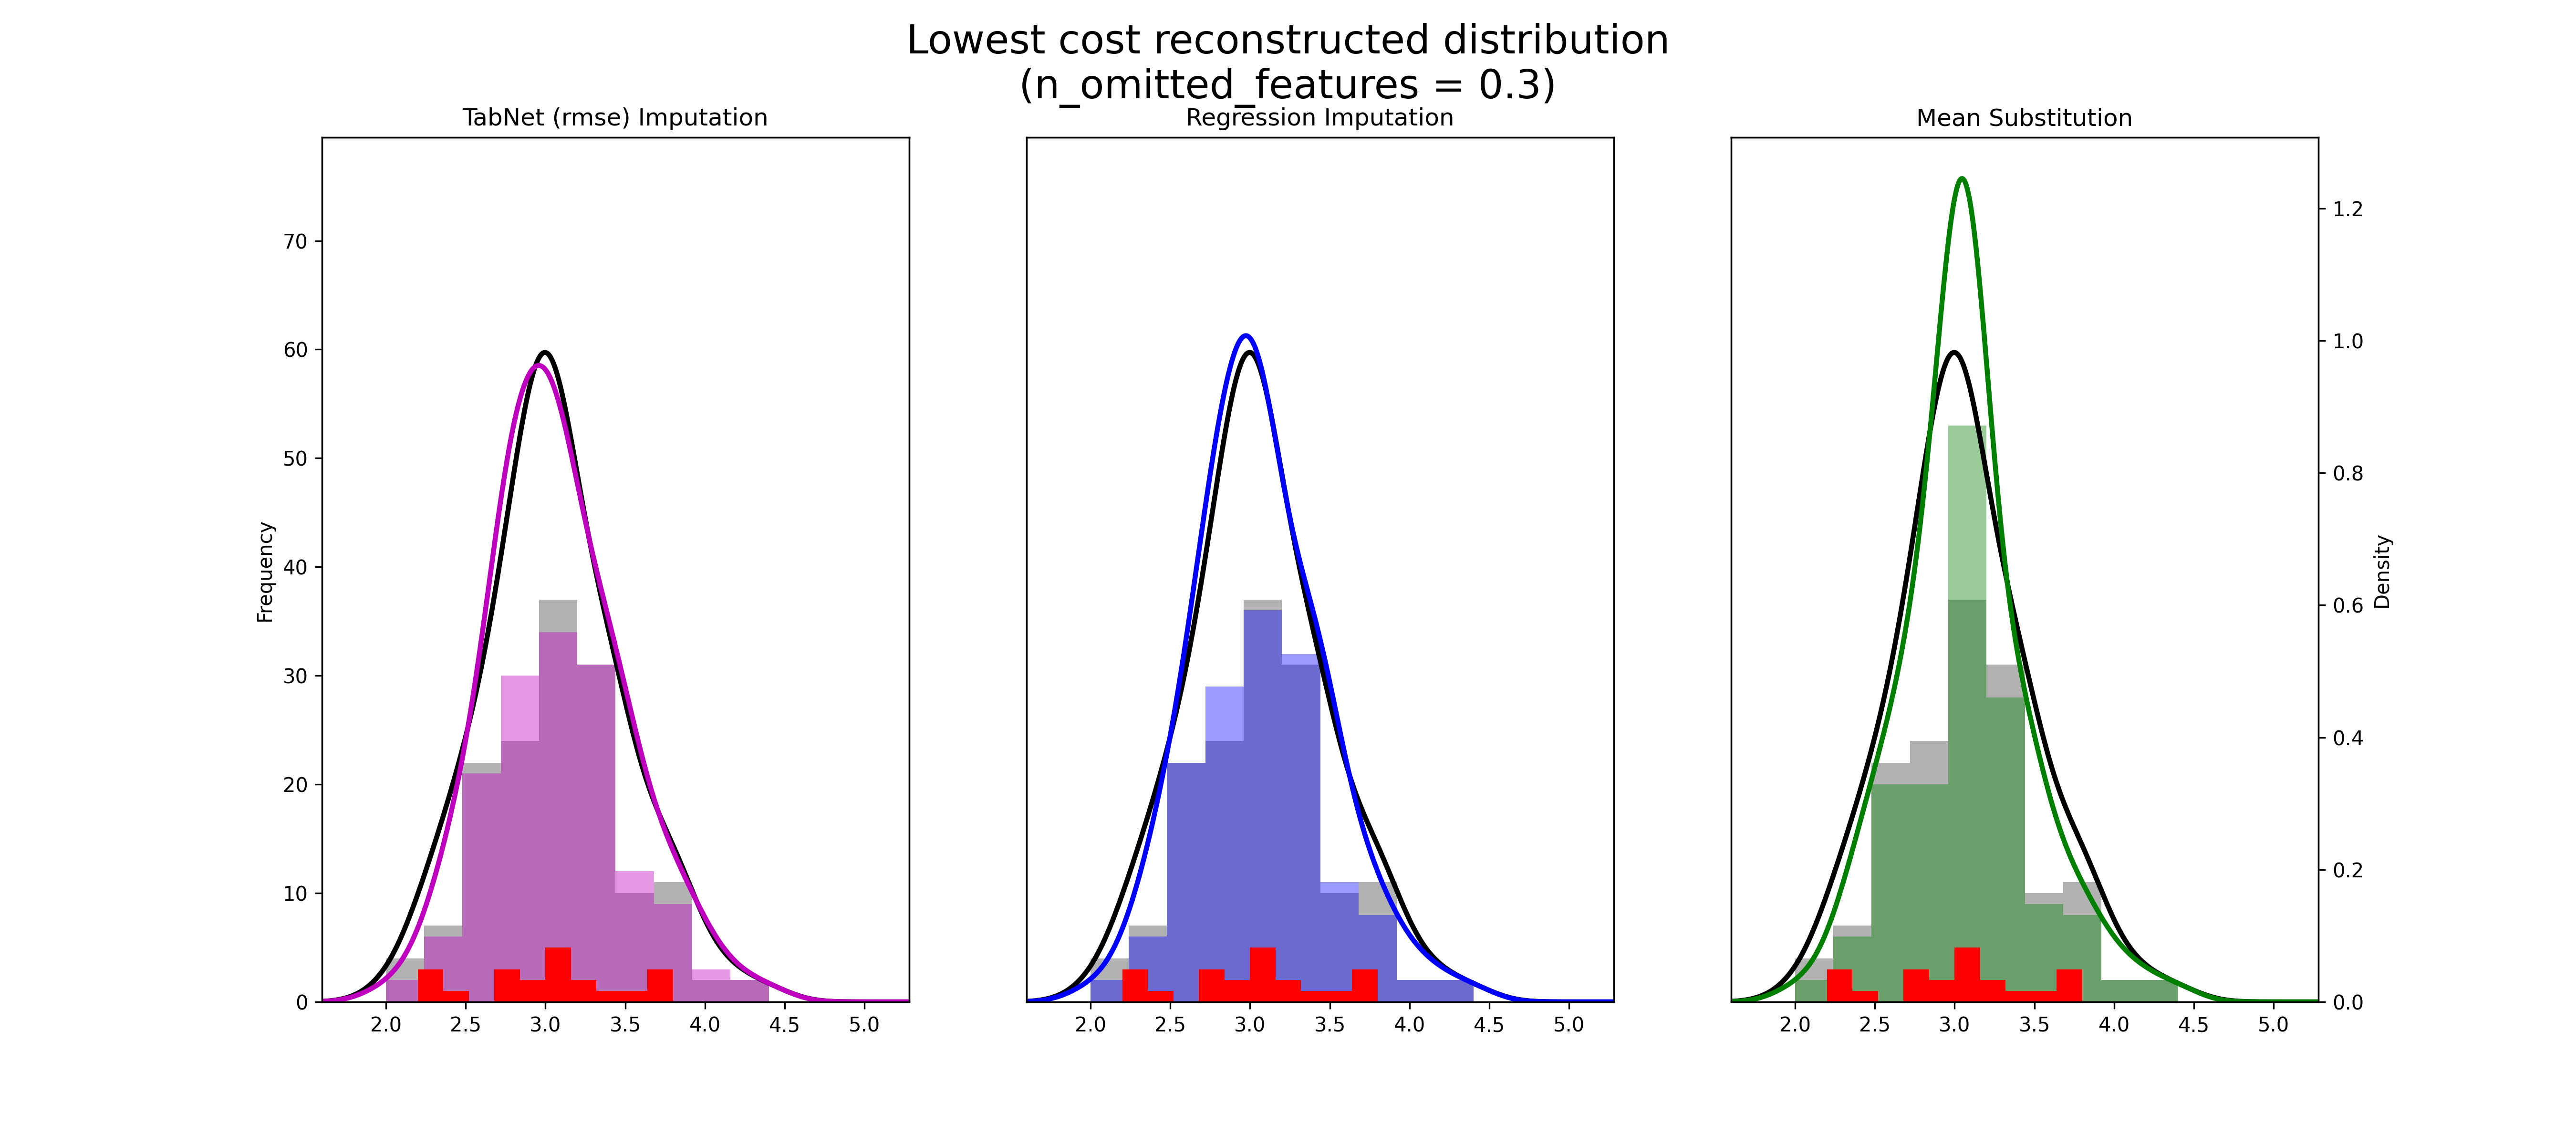 Lowest cost reconstructed distribution
(n_omitted_features = 0.3)
TabNet (rmse) Imputation
Regression Imputation
Mean Substitution
Frequency
70
60
50
40
30
20
10
0
2.0 2.5 3.0 3.5 4.0 4.5 5.0
2.0 2.5 3.0 3.5 4.0 4.5 5.0
2.0 2.5 3.0 3.5 4.0 4.5 5.0
1.2
1.0
0.8
0.6
0.4
0.2
0.0
Density